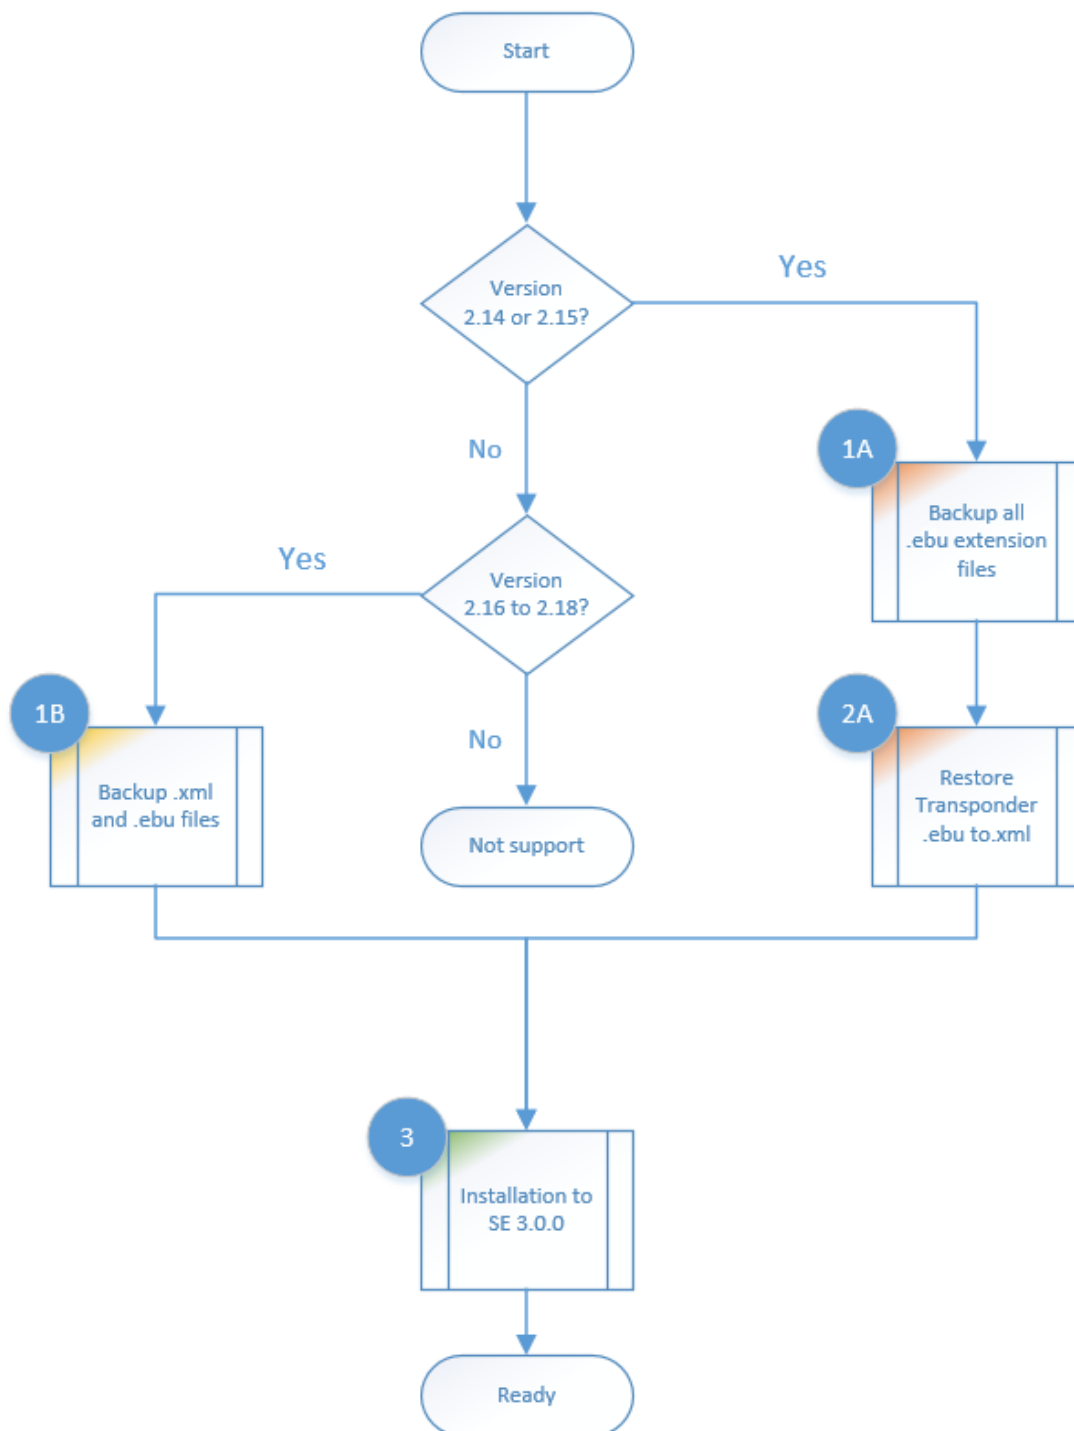 Start
Version
2.14 or 2.15?
Yes
No
1A
Backup all
.ebu extension
files
Version
2.16 to 2.18?
Yes
No
1B
Backup .xml
and .ebu files
Not support
2A
Restore
Transponder
.ebu to.xml
3
Installation to
SE 3.0.0
Ready